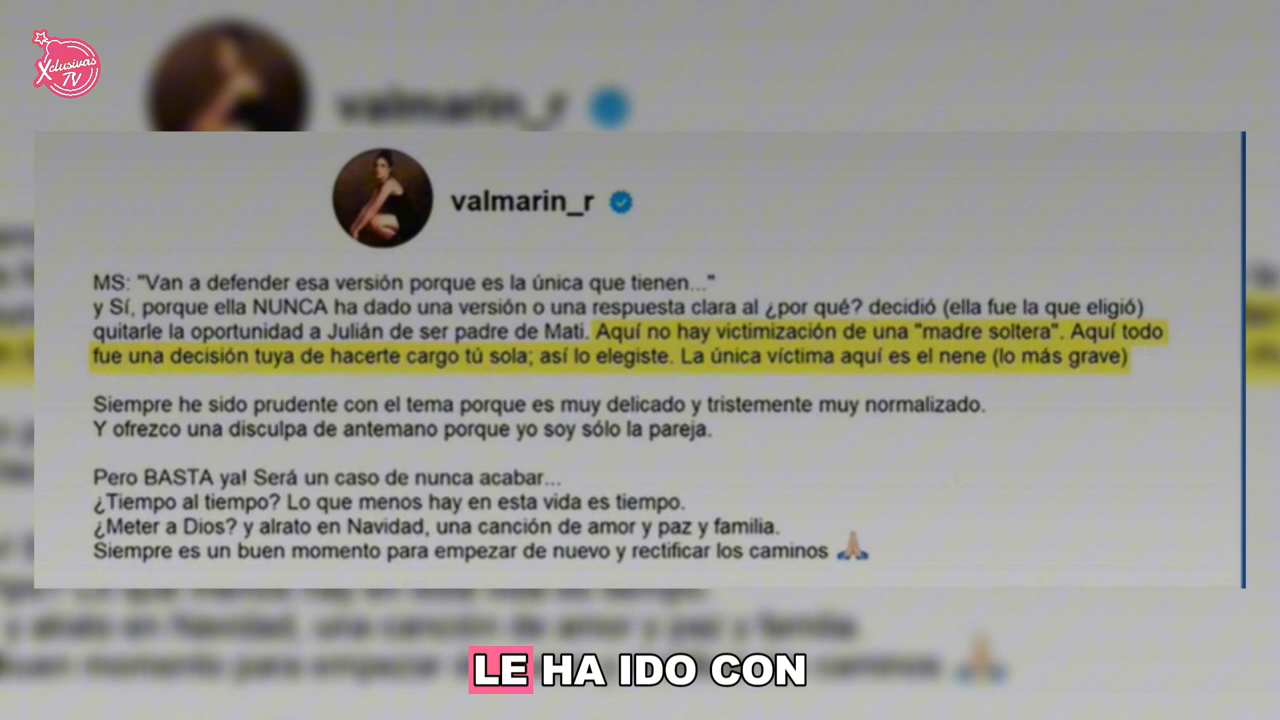 Xclusivas
TV
valmarin_r
valmarin_r
MS: "Van a defender esa versión porque es la única que tienen..."
y Sí, porque ella NUNCA ha dado una versión o una respuesta clara al ¿por qué? decidió (ella fue la que eligió)
quitarle la oportunidad a Julián de ser padre de Mati. Aquí no hay victimización de una "madre soltera". Aquí todo
fue una decisión tuya de hacerte cargo tú sola; así lo elegiste. La única víctima aquí es el nene (lo más grave)
Siempre he sido prudente con el tema porque es muy delicado y tristemente muy normalizado.
Y ofrezco una disculpa de antemano porque yo soy sólo la pareja.
Pero BASTA ya! Será un caso de nunca acabar...
¿Tiempo al tiempo? Lo que menos hay en esta vida es tiempo.
¿Meter a Dios? y alrato en Navidad, una canción de amor y paz y familia.
Siempre es un buen momento para empezar de nuevo y rectificar los caminos 🙏🏼
LE HA IDO CON